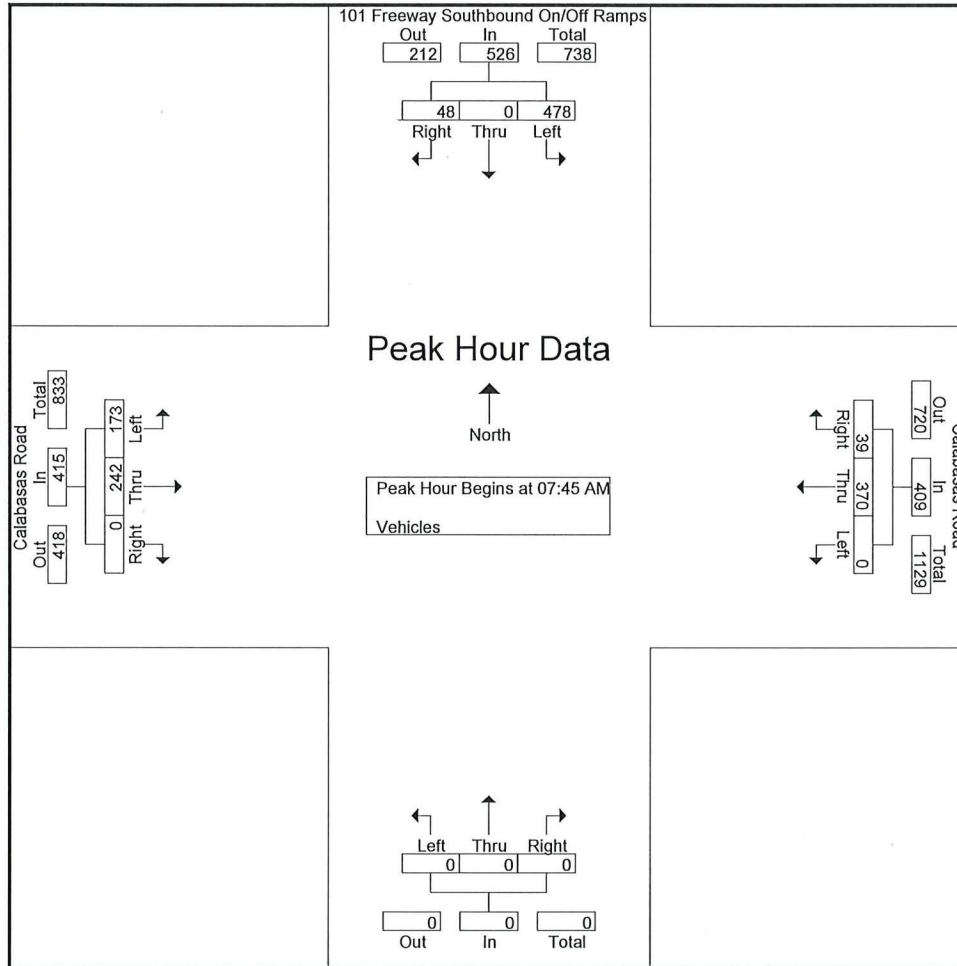 101 Freeway Southbound On/Off Ramps
Out In Total
212 526 738
48 0 478
Right Thru Left
Peak Hour Data
North
Peak Hour Begins at 07:45 AM
Vehicles
Calabasas Road
Total In Out
833 415 418
173 242 0
Left Thru Right
Right Thru Left
39 370 0
720 409 1129
Out In Total
Calabasas Road
Left Thru Right
0 0 0
0 0 0
Out In Total